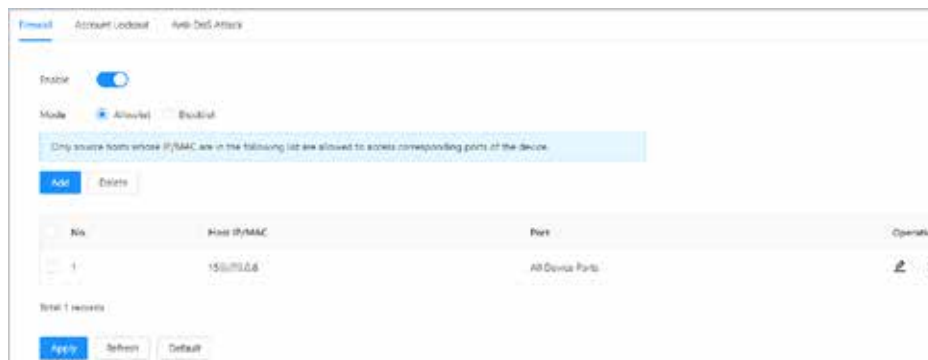 Firewall Account Lockout Anti-DoS Attack
Enable
Mode Allowlist Blocklist
Only source hosts whose IP/MAC are in the following list are allowed to access corresponding ports of the device.
Add Delete
No. Host IP/MAC Port
1 All Device Ports
Total 1 records
Apply Refresh Default